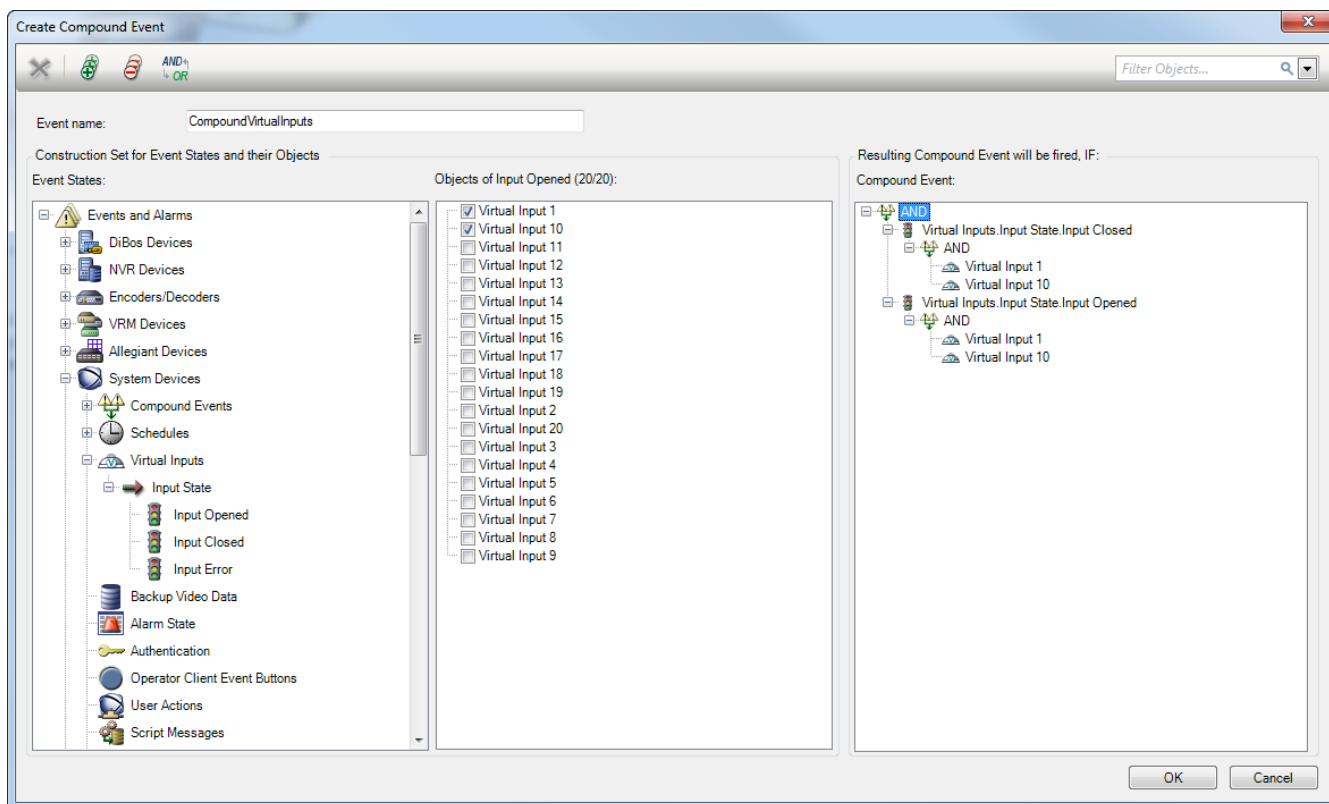 Create Compound Event
AND
OR
Filter Objects...
Event name:
CompoundVirtualInputs
Construction Set for Event States and their Objects
Event States:
Events and Alarms
DiBos Devices
NVR Devices
Encoders/Decoders
VRM Devices
Allegiant Devices
System Devices
Compound Events
Schedules
Virtual Inputs
Input State
Input Opened
Input Closed
Input Error
Backup Video Data
Alarm State
Authentication
Operator Client Event Buttons
User Actions
Script Messages
Objects of Input Opened (20/20):
Virtual Input 1
Virtual Input 10
Virtual Input 11
Virtual Input 12
Virtual Input 13
Virtual Input 14
Virtual Input 15
Virtual Input 16
Virtual Input 17
Virtual Input 18
Virtual Input 19
Virtual Input 2
Virtual Input 20
Virtual Input 3
Virtual Input 4
Virtual Input 5
Virtual Input 6
Virtual Input 7
Virtual Input 8
Virtual Input 9
Resulting Compound Event will be fired, IF:
Compound Event:
AND
Virtual Inputs.Input State.Input Closed
AND
Virtual Input 1
Virtual Input 10
Virtual Inputs.Input State.Input Opened
AND
Virtual Input 1
Virtual Input 10
OK
Cancel